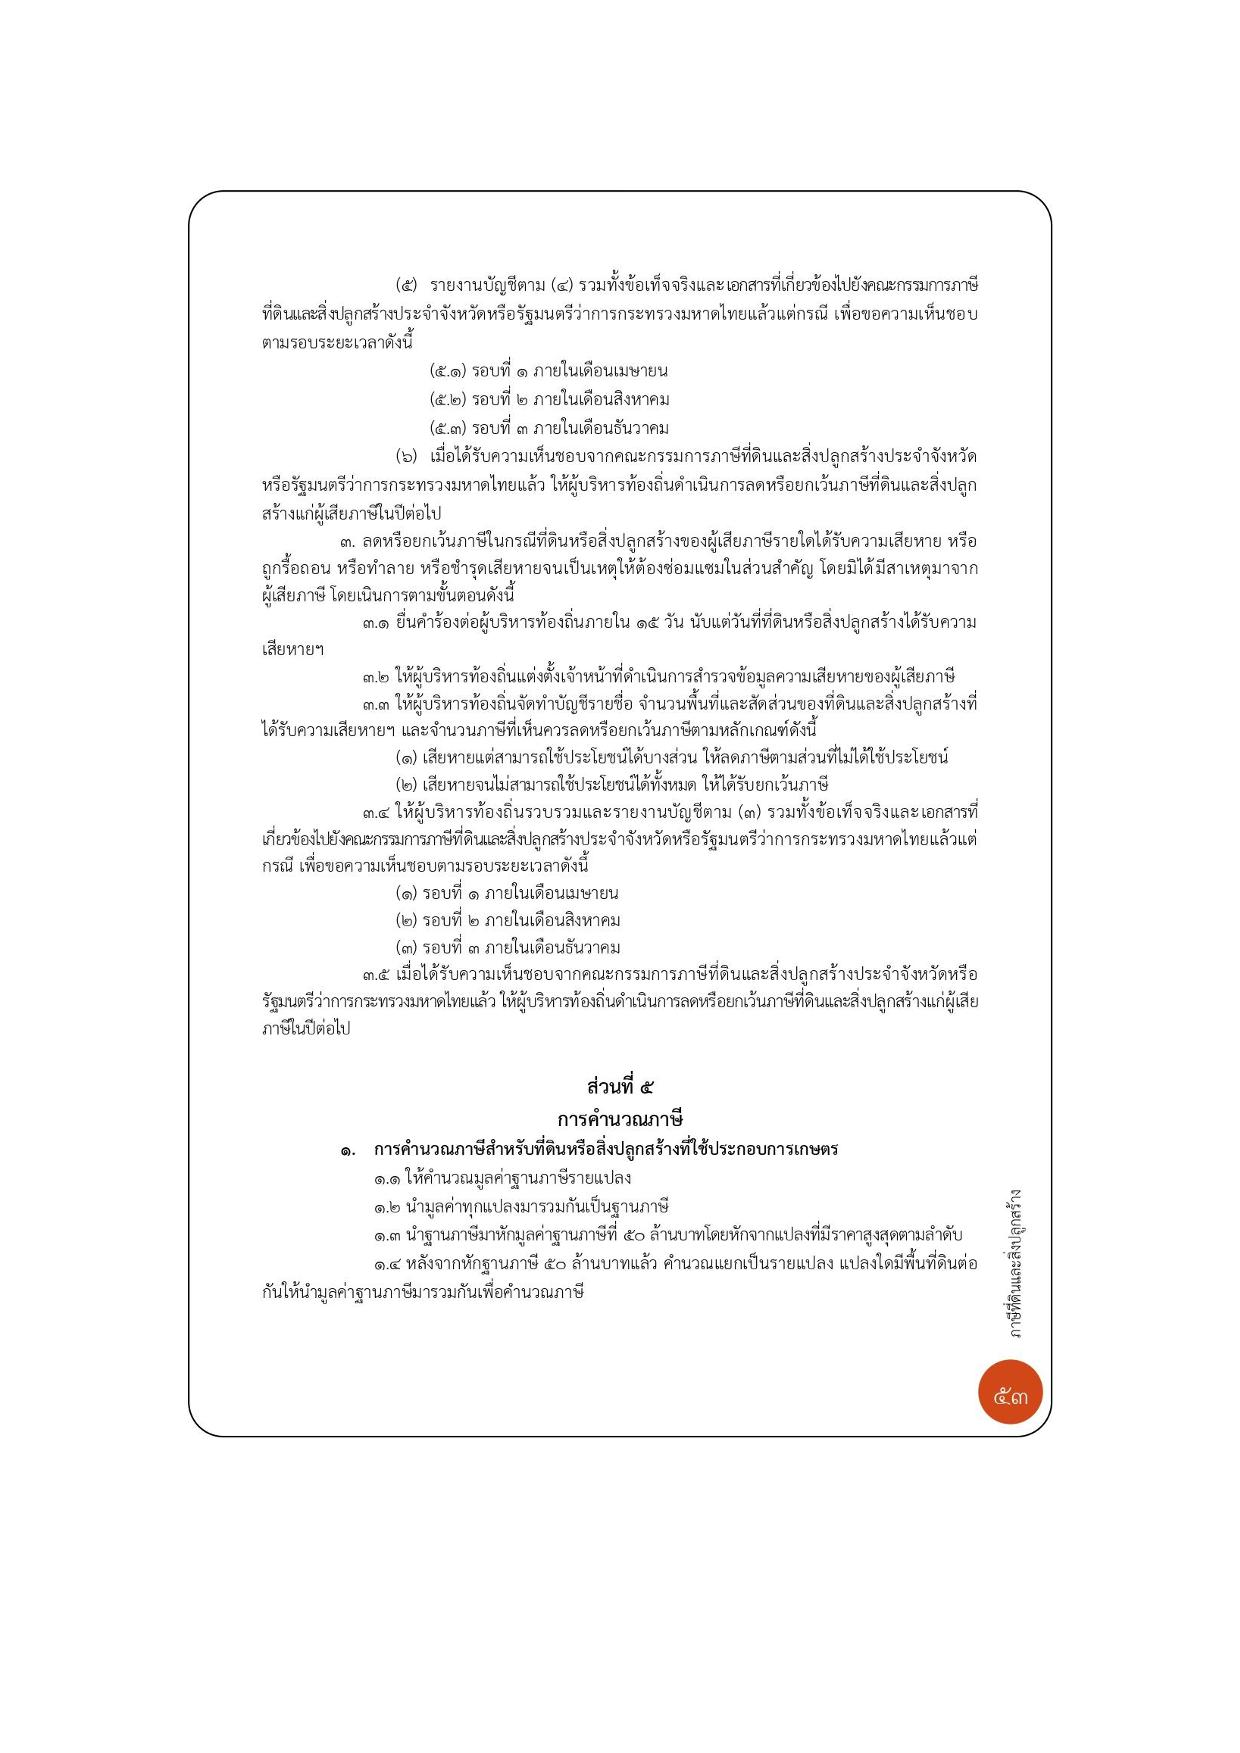 (๕) รายงานบัญชีตาม (๔) รวมทั้งข้อเท็จจริงและเอกสารที่เกี่ยวข้องไปยังคณะกรรมการภาษี
ที่ดินและสิ่งปลูกสร้างประจำจังหวัดหรือรัฐมนตรีว่าการกระทรวงมหาดไทยแล้วแต่กรณี เพื่อขอความเห็นชอบ
ตามรอบระยะเวลาดังนี้
(๕.๑) รอบที่ ๑ ภายในเดือนเมษายน
(๕.๒) รอบที่ ๒ ภายในเดือนสิงหาคม
(๕.๓) รอบที่ ๓ ภายในเดือนธันวาคม
(๖) เมื่อได้รับความเห็นชอบจากคณะกรรมการภาษีที่ดินและสิ่งปลูกสร้างประจำจังหวัด
หรือรัฐมนตรีว่าการกระทรวงมหาดไทยแล้ว ให้ผู้บริหารท้องถิ่นดำเนินการลดหรือยกเว้นภาษีที่ดินและสิ่งปลูก
สร้างแก่ผู้เสียภาษีในปีต่อไป
๓. ลดหรือยกเว้นภาษีในกรณีที่ดินหรือสิ่งปลูกสร้างของผู้เสียภาษีรายใดได้รับความเสียหาย หรือ
ถูกรื้อถอน หรือทำลาย หรือชำรุดเสียหายจนเป็นเหตุให้ต้องซ่อมแซมในส่วนสำคัญ โดยมิได้มีสาเหตุมาจาก
ผู้เสียภาษี โดยเนินการตามขั้นตอนดังนี้
๓.๑ ยื่นคำร้องต่อผู้บริหารท้องถิ่นภายใน ๑๕ วัน นับแต่วันที่ที่ดินหรือสิ่งปลูกสร้างได้รับความ
เสียหายฯ
๓.๒ ให้ผู้บริหารท้องถิ่นแต่งตั้งเจ้าหน้าที่ดำเนินการสำรวจข้อมูลความเสียหายของผู้เสียภาษี
๓.๓ ให้ผู้บริหารท้องถิ่นจัดทำบัญชีรายชื่อ จำนวนพื้นที่และสัดส่วนของที่ดินและสิ่งปลูกสร้างที่
ได้รับความเสียหายฯ และจำนวนภาษีที่เห็นควรลดหรือยกเว้นภาษีตามหลักเกณฑ์ดังนี้
(๑) เสียหายแต่สามารถใช้ประโยชน์ได้บางส่วน ให้ลดภาษีตามส่วนที่ไม่ได้ใช้ประโยชน์
(๒) เสียหายจนไม่สามารถใช้ประโยชน์ได้ทั้งหมด ให้ได้รับยกเว้นภาษี
๓.๔ ให้ผู้บริหารท้องถิ่นรวบรวมและรายงานบัญชีตาม (๓) รวมทั้งข้อเท็จจริงและเอกสารที่
เกี่ยวข้องไปยังคณะกรรมการภาษีที่ดินและสิ่งปลูกสร้างประจำจังหวัดหรือรัฐมนตรีว่าการกระทรวงมหาดไทยแล้วแต่
กรณี เพื่อขอความเห็นชอบตามรอบระยะเวลาดังนี้
(๑) รอบที่ ๑ ภายในเดือนเมษายน
(๒) รอบที่ ๒ ภายในเดือนสิงหาคม
(๓) รอบที่ ๓ ภายในเดือนธันวาคม
๓.๕ เมื่อได้รับความเห็นชอบจากคณะกรรมการภาษีที่ดินและสิ่งปลูกสร้างประจำจังหวัดหรือ
รัฐมนตรีว่าการกระทรวงมหาดไทยแล้ว ให้ผู้บริหารท้องถิ่นดำเนินการลดหรือยกเว้นภาษีที่ดินและสิ่งปลูกสร้างแก่ผู้เสีย
ภาษีในปีต่อไป
ส่วนที่ ๕
การคำนวณภาษี
๑. การคำนวณภาษีสำหรับที่ดินหรือสิ่งปลูกสร้างที่ใช้ประกอบการเกษตร
๑.๑ ให้คำนวณมูลค่าฐานภาษีรายแปลง
๑.๒ นำมูลค่าทุกแปลงมารวมกันเป็นฐานภาษี
๑.๓ นำฐานภาษีมาหักมูลค่าฐานภาษีที่ ๕๐ ล้านบาทโดยหักจากแปลงที่มีราคาสูงสุดตามลำดับ
๑.๔ หลังจากหักฐานภาษี ๕๐ ล้านบาทแล้ว คำนวณแยกเป็นรายแปลง แปลงใดมีพื้นที่ดินต่อ
กันให้นำมูลค่าฐานภาษีมารวมกันเพื่อคำนวณภาษี
ภาษีที่ดินและสิ่งปลูกสร้าง
๕๓